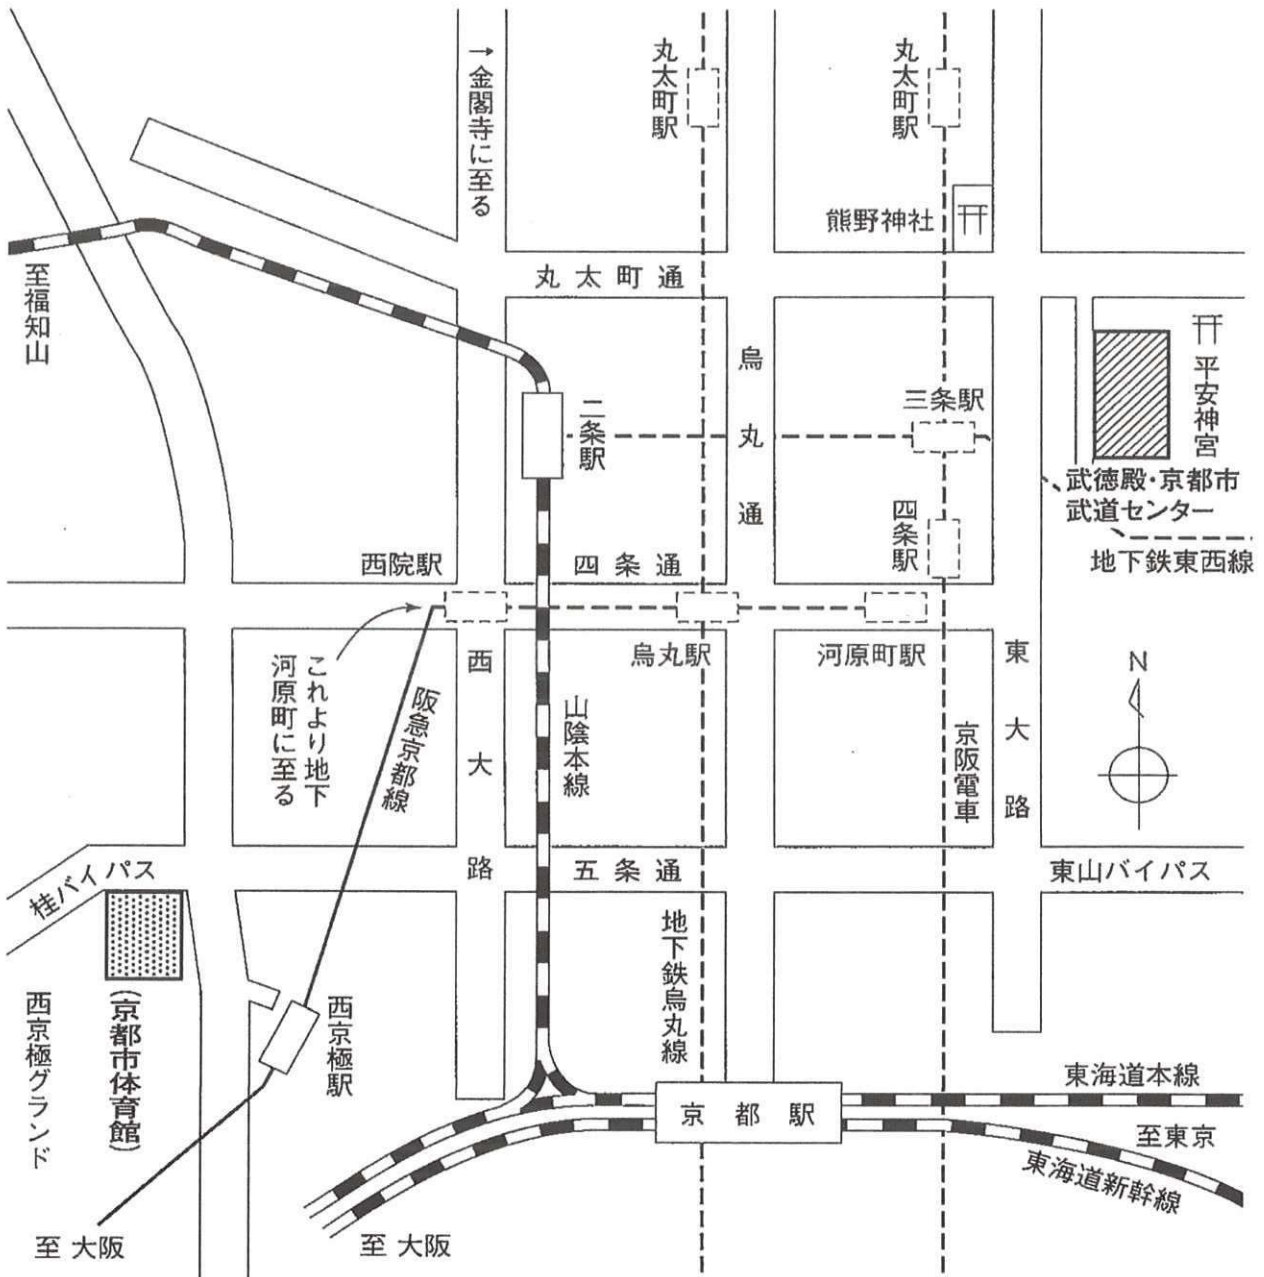 →金閣寺に至る
丸太町駅
丸太町駅
熊野神社
丸太町通
至福知山
烏丸通
二条駅
三条駅
平安神宮
武徳殿・京都市
武道センター
地下鉄東西線
四条駅
西院駅
四条通
烏丸駅
河原町駅
これより地下
河原町に至る
阪急京都線
西大路
山陰本線
京阪電車
東大路
N
桂バイパス
五条通
東山バイパス
西京極グランド
(京都市体育館)
西京極駅
地下鉄烏丸線
京都駅
東海道本線
至東京
東海道新幹線
至 大阪
至 大阪